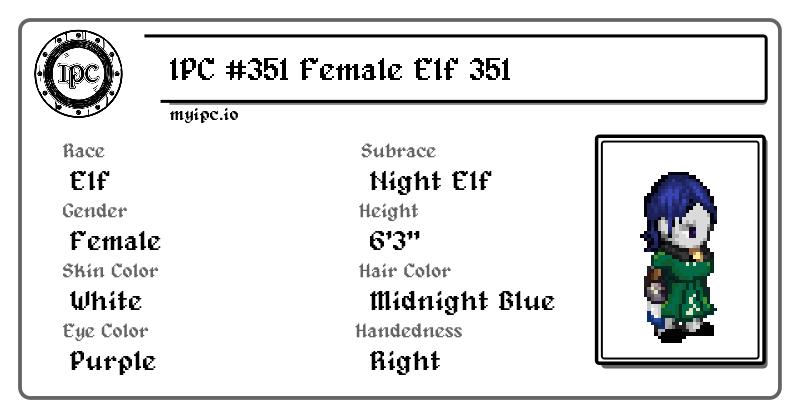 IPC
IPC #351 Female Elf 351
myipc.io
Race
Elf
Subrace
Night Elf
Gender
Female
Height
6'3"
Skin Color
White
Hair Color
Midnight Blue
Eye Color
Purple
Handedness
Right